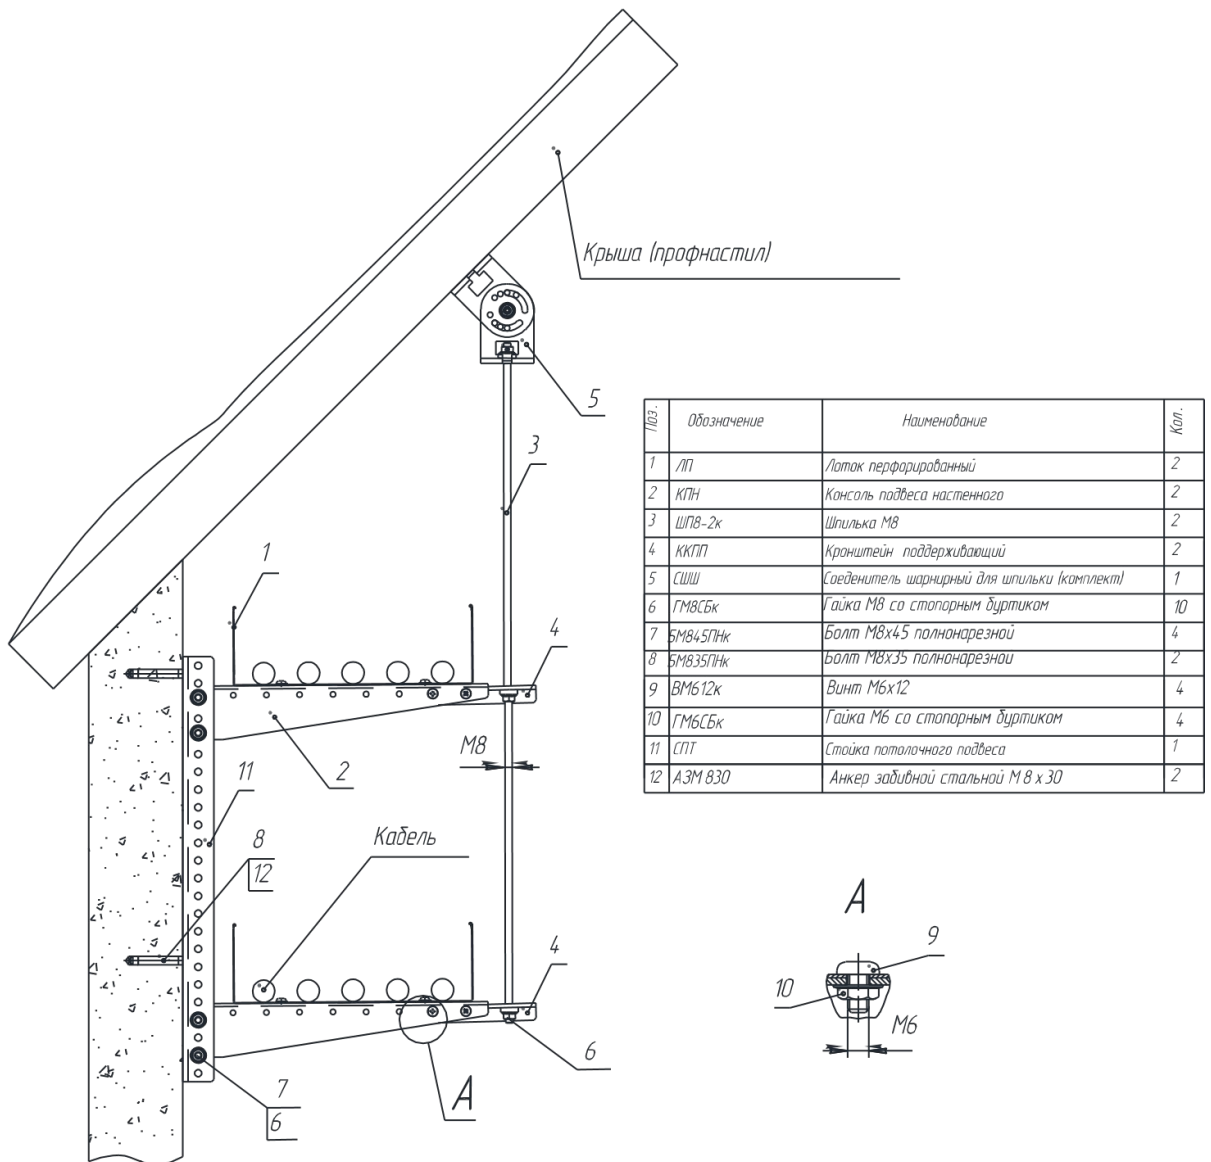 Крыша (профнастил)
5
3
1
4
М8
2
11
8
12
Кабель
4
6
А
7
6
Поз. Обозначение Наименование Кол.
1 ЛП Лоток перфорированный 2
2 КПН Консоль подвеса настенного 2
3 ШП8-2к Шпилька М8 2
4 ККПП Кронштейн поддерживающий 2
5 СШШ Соеденитель шарнирный для шпильки (комплект) 1
6 ГМ8СБк Гайка М8 со стопорным буртиком 10
7 БМ845ПНк Болт М8х45 полнонарезной 4
8 БМ835ПНк Болт М8х35 полнонарезной 2
9 ВМ612к Винт М6х12 4
10 ГМ6СБк Гайка М6 со стопорным буртиком 4
11 СПТ Стойка потолочного подвеса 1
12 АЗМ 830 Анкер забивной стальной М 8 х 30 2
А
9
10
М6